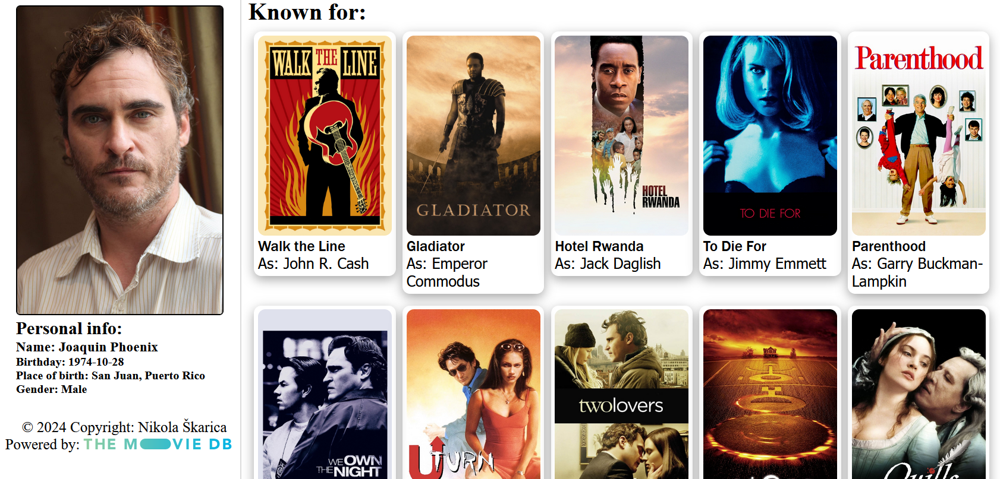 Known for:
WALK THE LINE
GLADIATOR
HOTEL
RWANDA
TO DIE FOR
Parenthood
Walk the Line
As: John R. Cash
Gladiator
As: Emperor
Commodus
Hotel Rwanda
As: Jack Daglish
To Die For
As: Jimmy Emmett
Parenthood
As: Garry Buckman-
Lampkin
WE OWN
THE NIGHT
U TURN
twolovers
Quills
Personal info:
Name: Joaquin Phoenix
Birthday: 1974-10-28
Place of birth: San Juan, Puerto Rico
Gender: Male
© 2024 Copyright: Nikola Škarica
Powered by: THE MOVIE DB